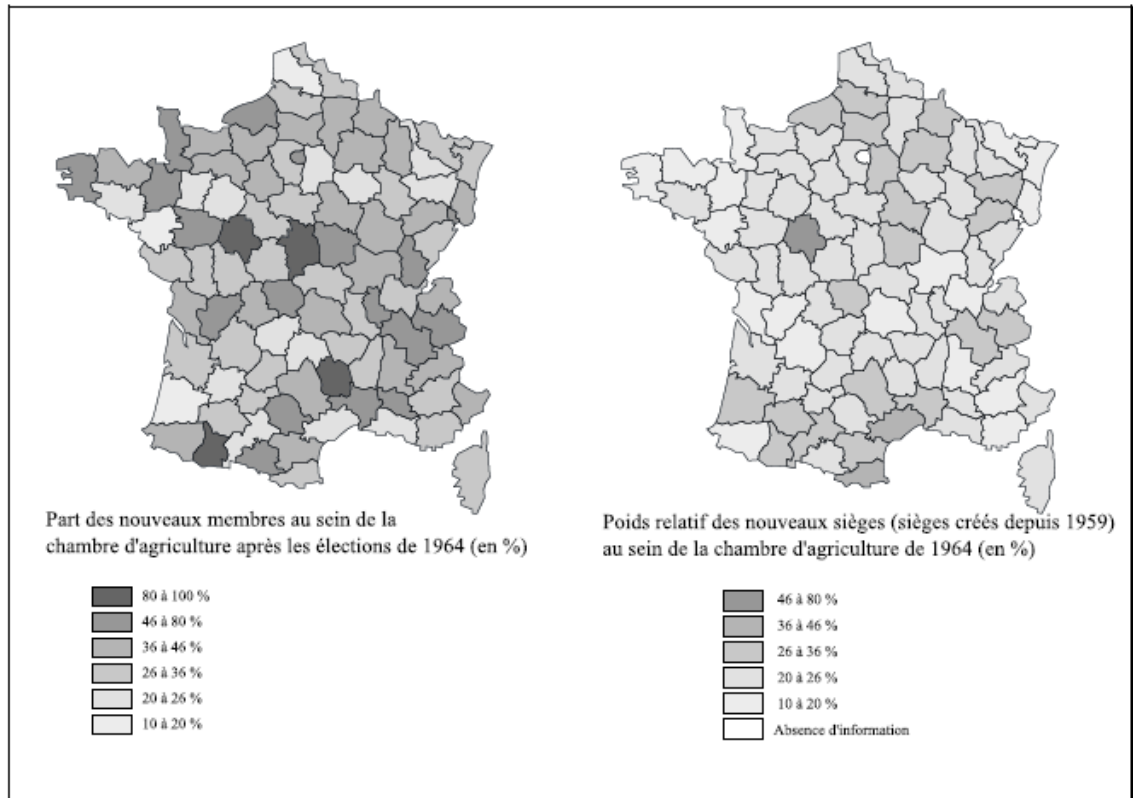 Part des nouveaux membres au sein de la
chambre d'agriculture après les élections de 1964 (en %)
80 à 100 %
46 à 80 %
36 à 46 %
26 à 36 %
20 à 26 %
10 à 20 %
Poids relatif des nouveaux sièges (sièges créés depuis 1959)
au sein de la chambre d'agriculture de 1964 (en %)
46 à 80 %
36 à 46 %
26 à 36 %
20 à 26 %
10 à 20 %
Absence d'information